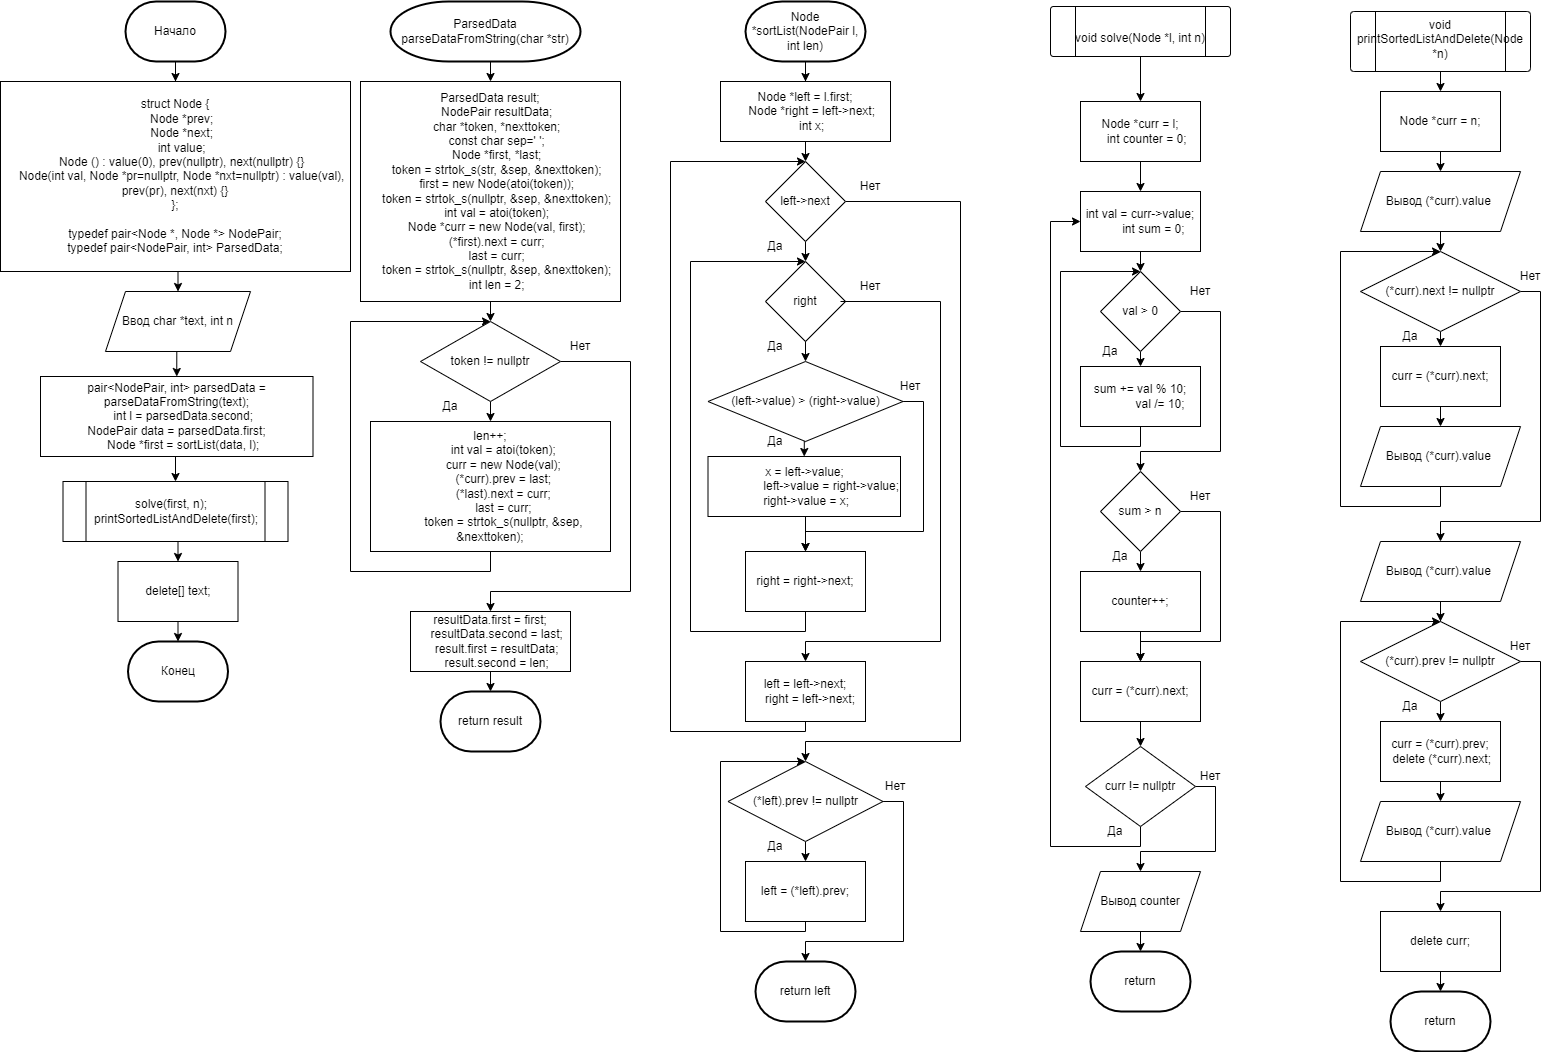 Начало
struct Node {
Node *prev;
Node *next;
int value;
Node () : value(0), prev(nullptr), next(nullptr) {}
Node(int val, Node *pr=nullptr, Node *nxt=nullptr) : value(val),
prev(pr), next(nxt) {}
};
typedef pair<Node *, Node *> NodePair;
typedef pair<NodePair, int> ParsedData;
Ввод char *text, int n
pair<NodePair, int> parsedData =
parseDataFromString(text);
int l = parsedData.second;
NodePair data = parsedData.first;
Node *first = sortList(data, l);
solve(first, n);
printSortedListAndDelete(first);
delete[] text;
Конец
ParsedData
parseDataFromString(char *str)
ParsedData result;
NodePair resultData;
char *token, *nexttoken;
const char sep=' ';
Node *first, *last;
token = strtok_s(str, &sep, &nexttoken);
first = new Node(atoi(token));
token = strtok_s(nullptr, &sep, &nexttoken);
int val = atoi(token);
Node *curr = new Node(val, first);
(*first).next = curr;
last = curr;
token = strtok_s(nullptr, &sep, &nexttoken);
int len = 2;
token != nullptr
Нет
Да
len++;
int val = atoi(token);
curr = new Node(val);
(*curr).prev = last;
(*last).next = curr;
last = curr;
token = strtok_s(nullptr, &sep,
&nexttoken);
resultData.first = first;
resultData.second = last;
result.first = resultData;
result.second = len;
return result
Node
*sortList(NodePair l,
int len)
Node *left = l.first;
Node *right = left->next;
int x;
left->next
Нет
Да
right
Нет
Да
(left->value) > (right->value)
Нет
Да
x = left->value;
left->value = right->value;
right->value = x;
right = right->next;
left = left->next;
right = left->next;
(*left).prev != nullptr
Нет
Да
left = (*left).prev;
return left
void solve(Node *l, int n)
Node *curr = l;
int counter = 0;
int val = curr->value;
int sum = 0;
val > 0
Нет
Да
sum += val % 10;
val /= 10;
sum > n
Нет
Да
counter++;
curr = (*curr).next;
curr != nullptr
Нет
Да
Вывод counter
return
void
printSortedListAndDelete(Node
*n)
Node *curr = n;
Вывод (*curr).value
(*curr).next != nullptr
Нет
Да
curr = (*curr).next;
Вывод (*curr).value
Вывод (*curr).value
(*curr).prev != nullptr
Нет
Да
curr = (*curr).prev;
delete (*curr).next;
Вывод (*curr).value
delete curr;
return